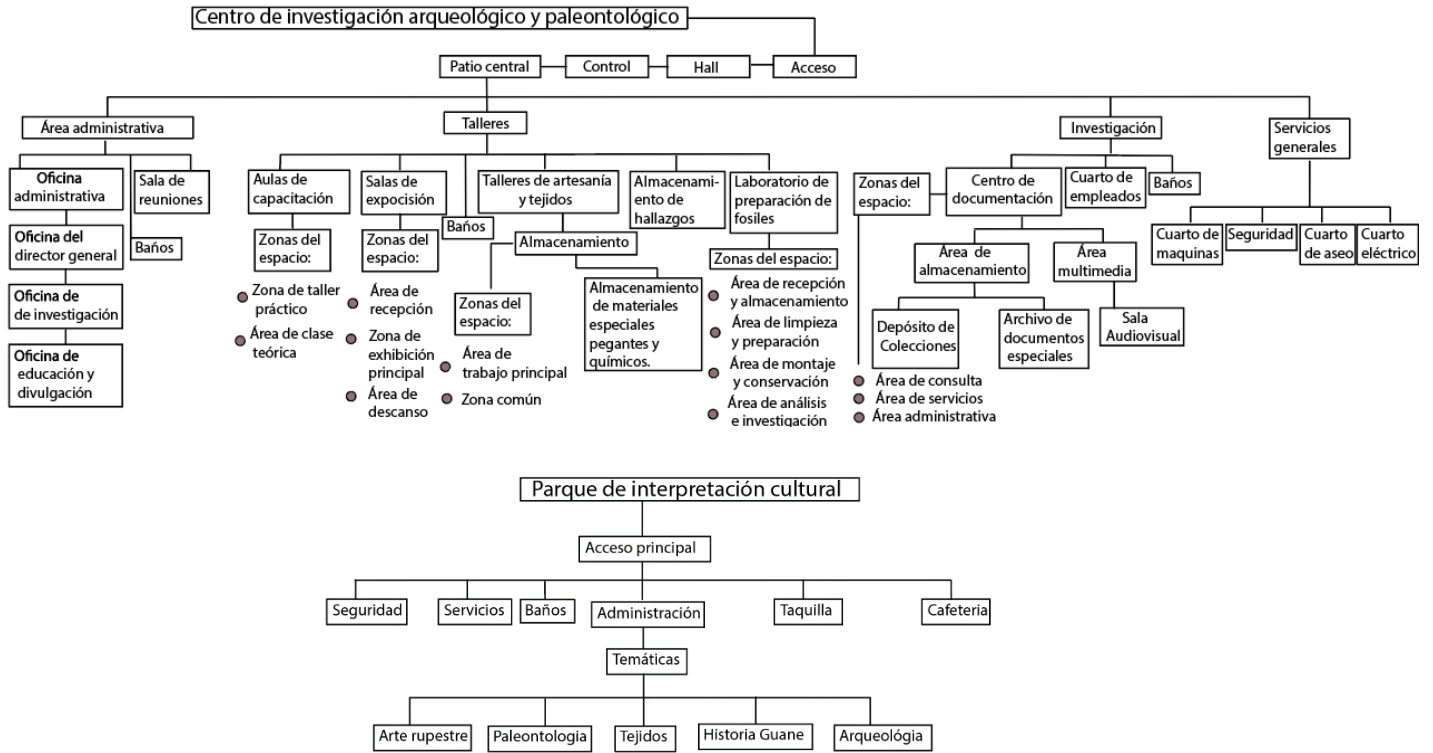 Centro de investigación arqueológico y paleontológico
Patio central
Control
Hall
Acceso
Área administrativa
Talleres
Investigación
Servicios
generales
Oficina
administrativa
Sala de
reuniones
Oficina del
director general
Baños
Oficina de
investigación
Oficina de
educación y
divulgación
Aulas de
capacitación
Zonas del
espacio:
Zona de taller
práctico
Área de clase
teórica
Salas de
expocisión
Zonas del
espacio:
Área de
recepción
Zona de
exhibición
principal
Área de
descanso
Baños
Talleres de artesanía
y tejidos
Almacenamiento
Zonas del
espacio:
Área de
trabajo principal
Zona común
Almacenamiento
de materiales
especiales
pegantes y
químicos.
Almacenami-
ento de
hallazgos
Laboratorio de
preparación de
fosiles
Zonas del espacio:
Área de recepción
y almacenamiento
Área de limpieza
y preparación
Área de montaje
y conservación
Área de análisis
e investigación
Zonas del
espacio:
Centro de
documentación
Cuarto de
empleados
Baños
Área de
almacenamiento
Área
multimedia
Depósito de
Colecciones
Archivo de
documentos
especiales
Sala
Audiovisual
Área de consulta
Área de servicios
Área administrativa
Cuarto de
maquinas
Seguridad
Cuarto
de aseo
Cuarto
eléctrico
Parque de interpretación cultural
Acceso principal
Seguridad
Servicios
Baños
Administración
Taquilla
Cafeteria
Temáticas
Arte rupestre
Paleontologia
Tejidos
Historia Guane
Arqueológia